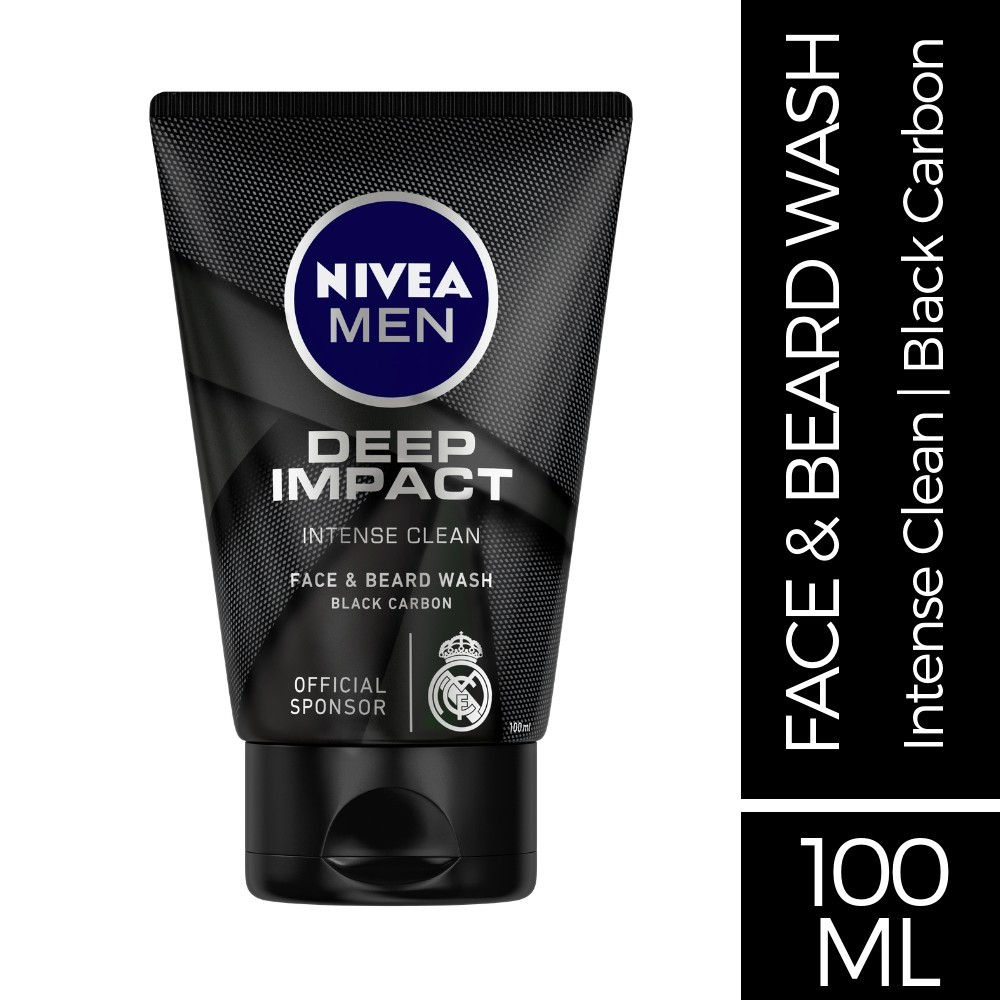 NIVEA
MEN
DEEP
IMPACT
INTENSE CLEAN
FACE & BEARD WASH
BLACK CARBON
OFFICIAL
SPONSOR
100ml
FACE & BEARD WASH
Intense Clean | Black Carbon
100
ML